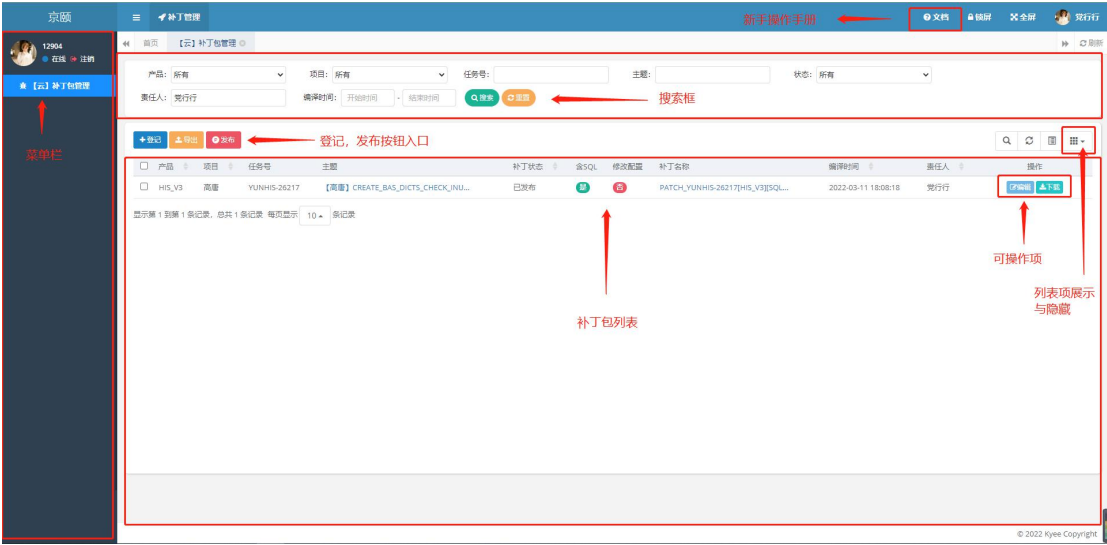 京颐
补丁管理
新手操作手册
文档
锁屏
全屏
党行行
12904
在线 注销
首页
【云】补丁包管理
刷新
【云】补丁包管理
菜单栏
产品: 所有
项目: 所有
任务号:
主题:
状态: 所有
责任人: 党行行
编译时间: 开始时间 - 结束时间
搜索
重置
搜索框
登记
导出
发布
登记，发布按钮入口
产品 项目 任务号 主题 补丁状态 含SQL 修改配置 补丁名称 编译时间 责任人 操作
HIS_V3 高唐 YUNHIS-26217 【高唐】CREATE_BAS_DICTS_CHECK_INU... 已发布 是 否 PATCH_YUNHIS-26217[HIS_V3][SQL... 2022-03-11 18:08:18 党行行 编辑 下载
显示第 1 到第 1 条记录，总共 1 条记录 每页显示 10 条记录
可操作项
列表项展示
与隐藏
补丁包列表
© 2022 Kyee Copyright